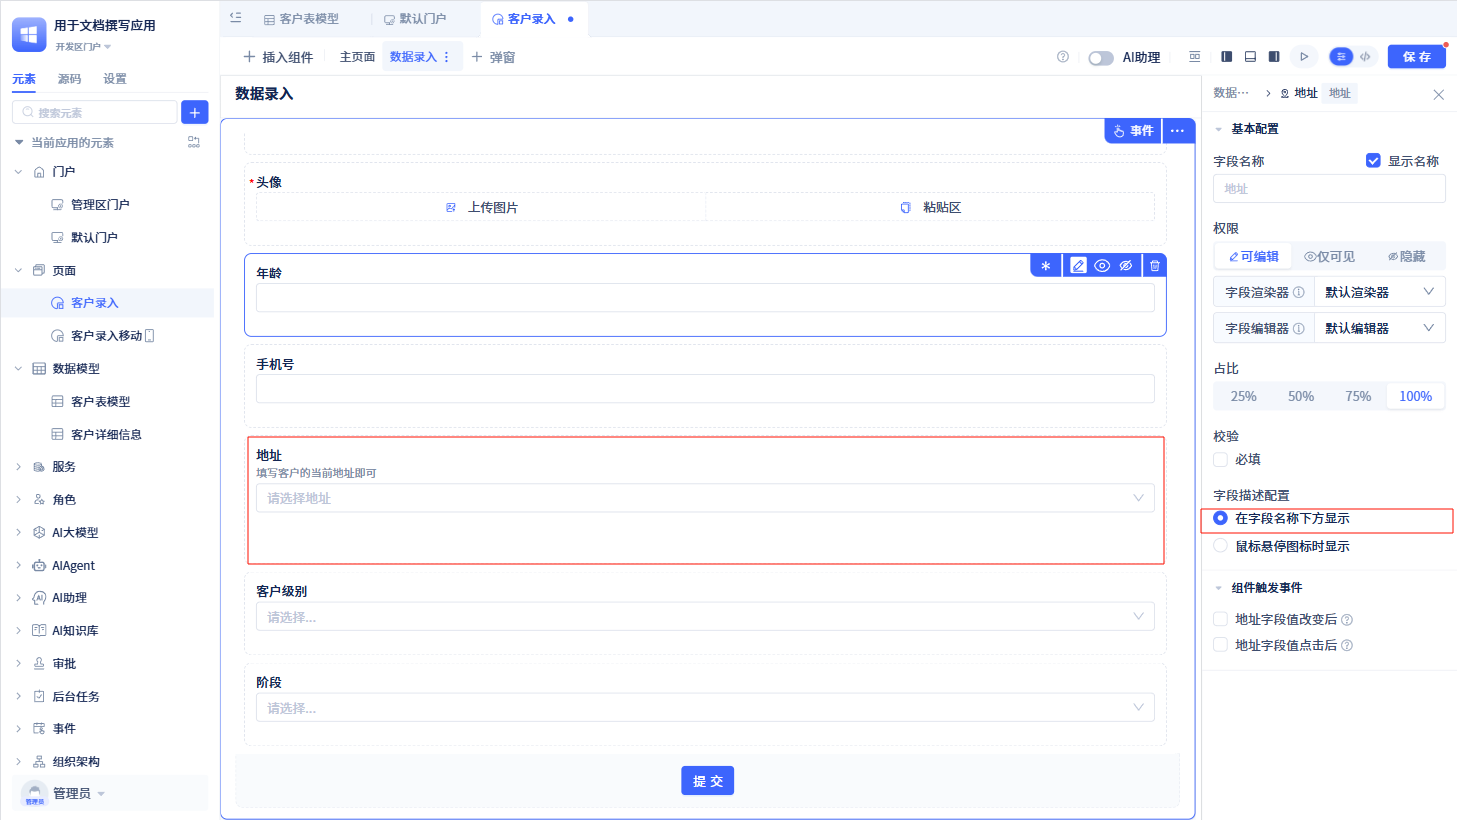 用于文档撰写应用
开发区门户
元素 源码 设置
搜索元素
当前应用的元素
门户
管理区门户
默认门户
页面
客户录入
客户录入移动
数据模型
客户表模型
客户详细信息
服务
角色
AI大模型
AIAgent
AI助理
AI知识库
审批
后台任务
事件
组织架构
管理员
管理员
客户表模型 默认门户 客户录入
插入组件 主页面 数据录入 弹窗 AI助理 保存
数据录入
事件
*头像
上传图片 粘贴区
年龄
手机号
地址
填写客户的当前地址即可
请选择地址
客户级别
请选择...
阶段
请选择...
提交
数据… 地址 地址
基本配置
字段名称 显示名称
地址
权限
可编辑 仅可见 隐藏
字段渲染器 默认渲染器
字段编辑器 默认编辑器
占比
25% 50% 75% 100%
校验
必填
字段描述配置
在字段名称下方显示
鼠标悬停图标时显示
组件触发事件
地址字段值改变后
地址字段值点击后